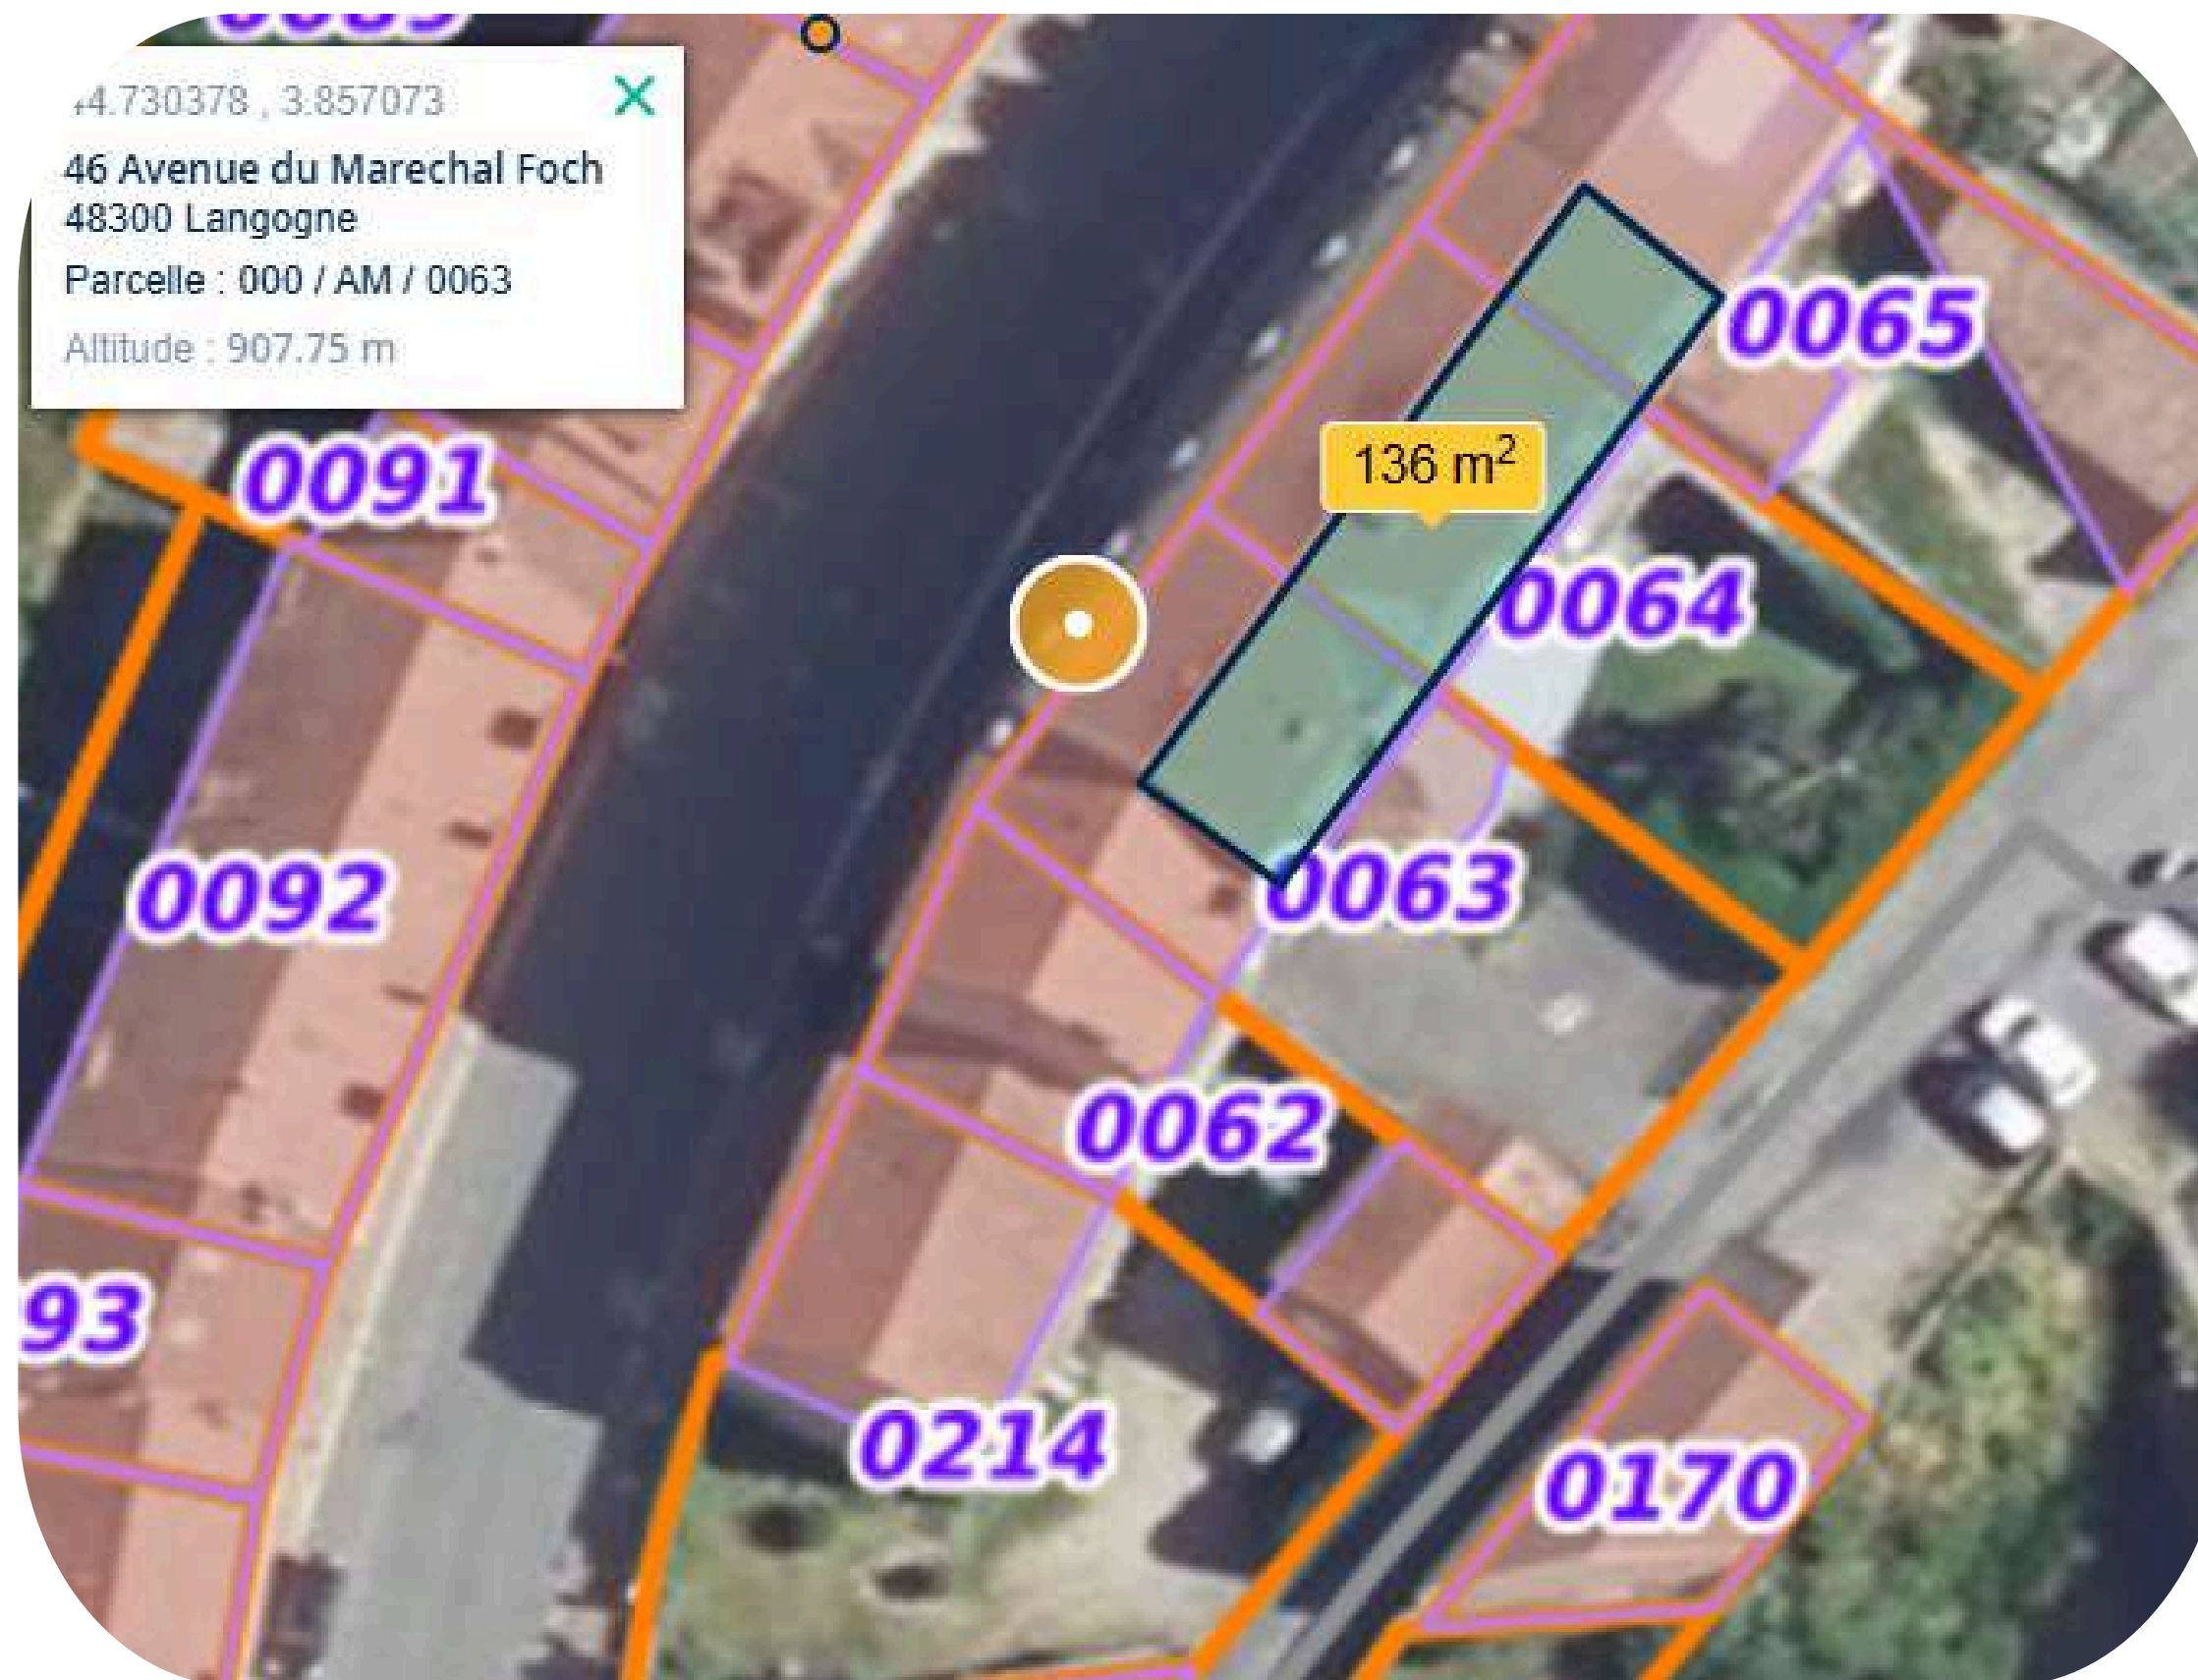 4.730378 , 3.857073
46 Avenue du Marechal Foch
48300 Langogne
Parcelle : 000 / AM / 0063
Altitude : 907.75 m
0065
136 m²
0091
0064
0063
0092
0062
93
0214
0170